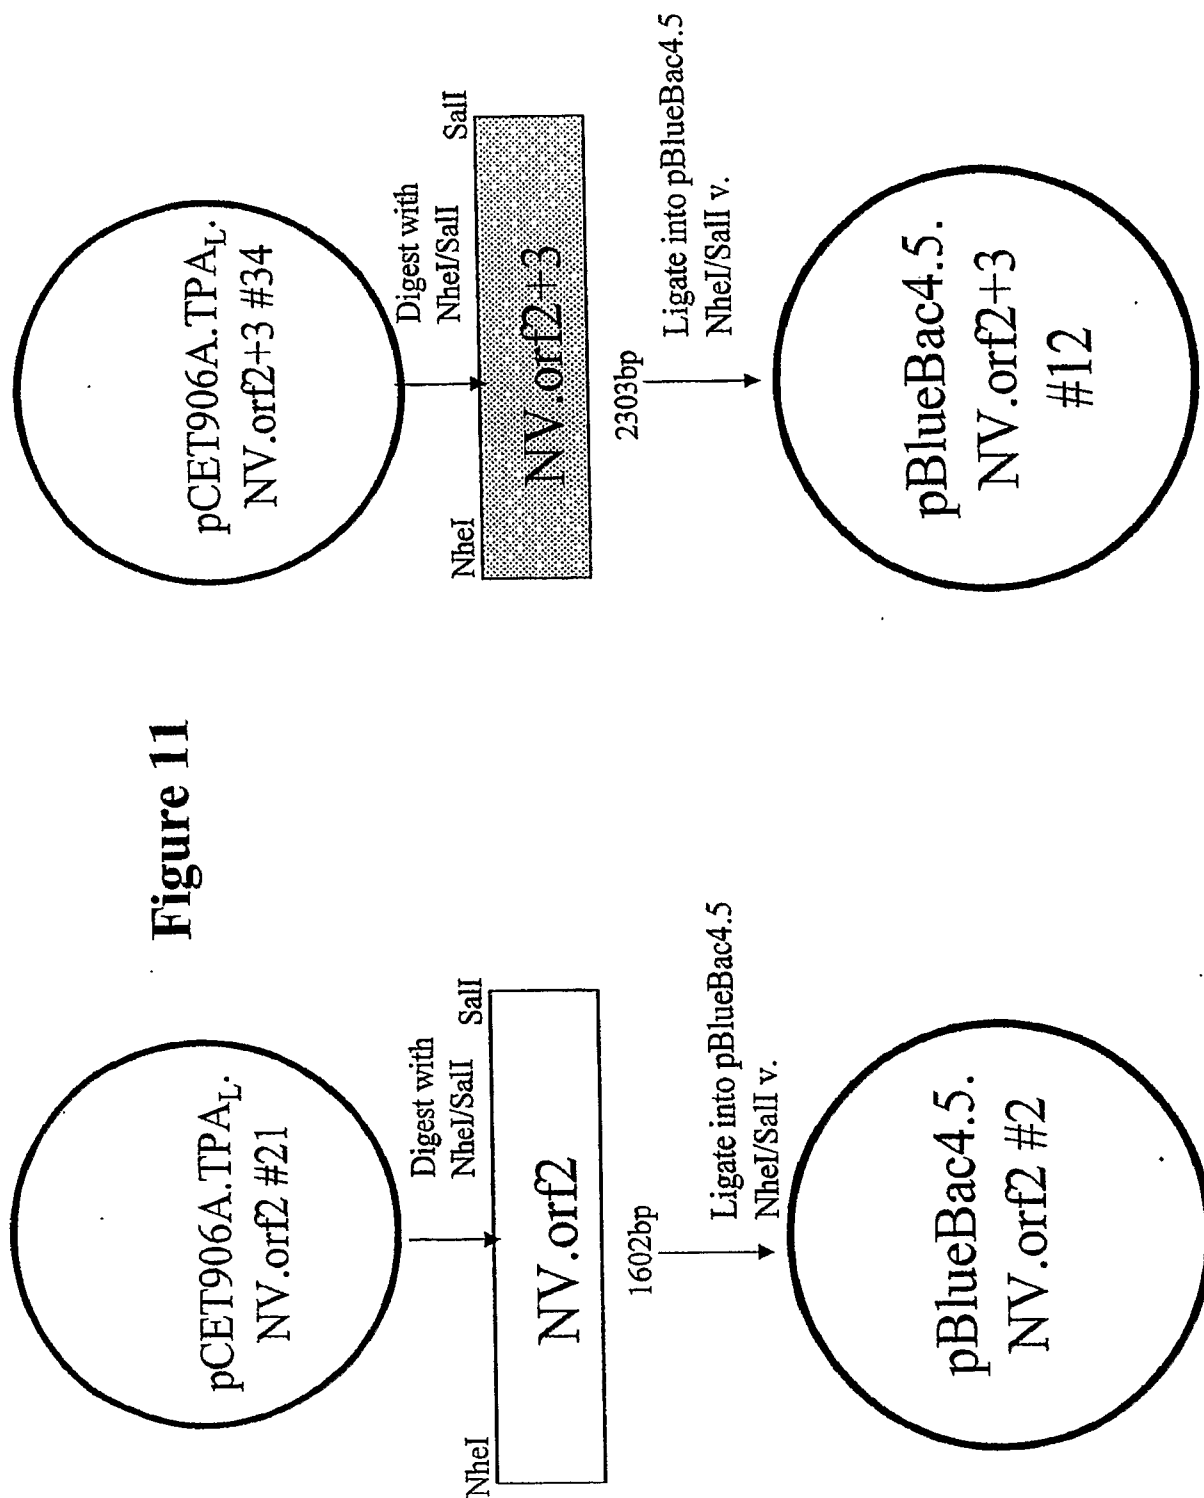 Figure 11
pCET906A.TPAL.
NV.orf2 #21
Digest with
NheI/SalI
NheI
SalI
NV.orf2
1602bp
Ligate into pBlueBac4.5
NheI/SalI v.
pBlueBac4.5.
NV.orf2 #2
pCET906A.TPAL.
NV.orf2+3 #34
Digest with
NheI/SalI
NheI
SalI
NV.orf2+3
2303bp
Ligate into pBlueBac4.5
NheI/SalI v.
pBlueBac4.5.
NV.orf2+3
#12